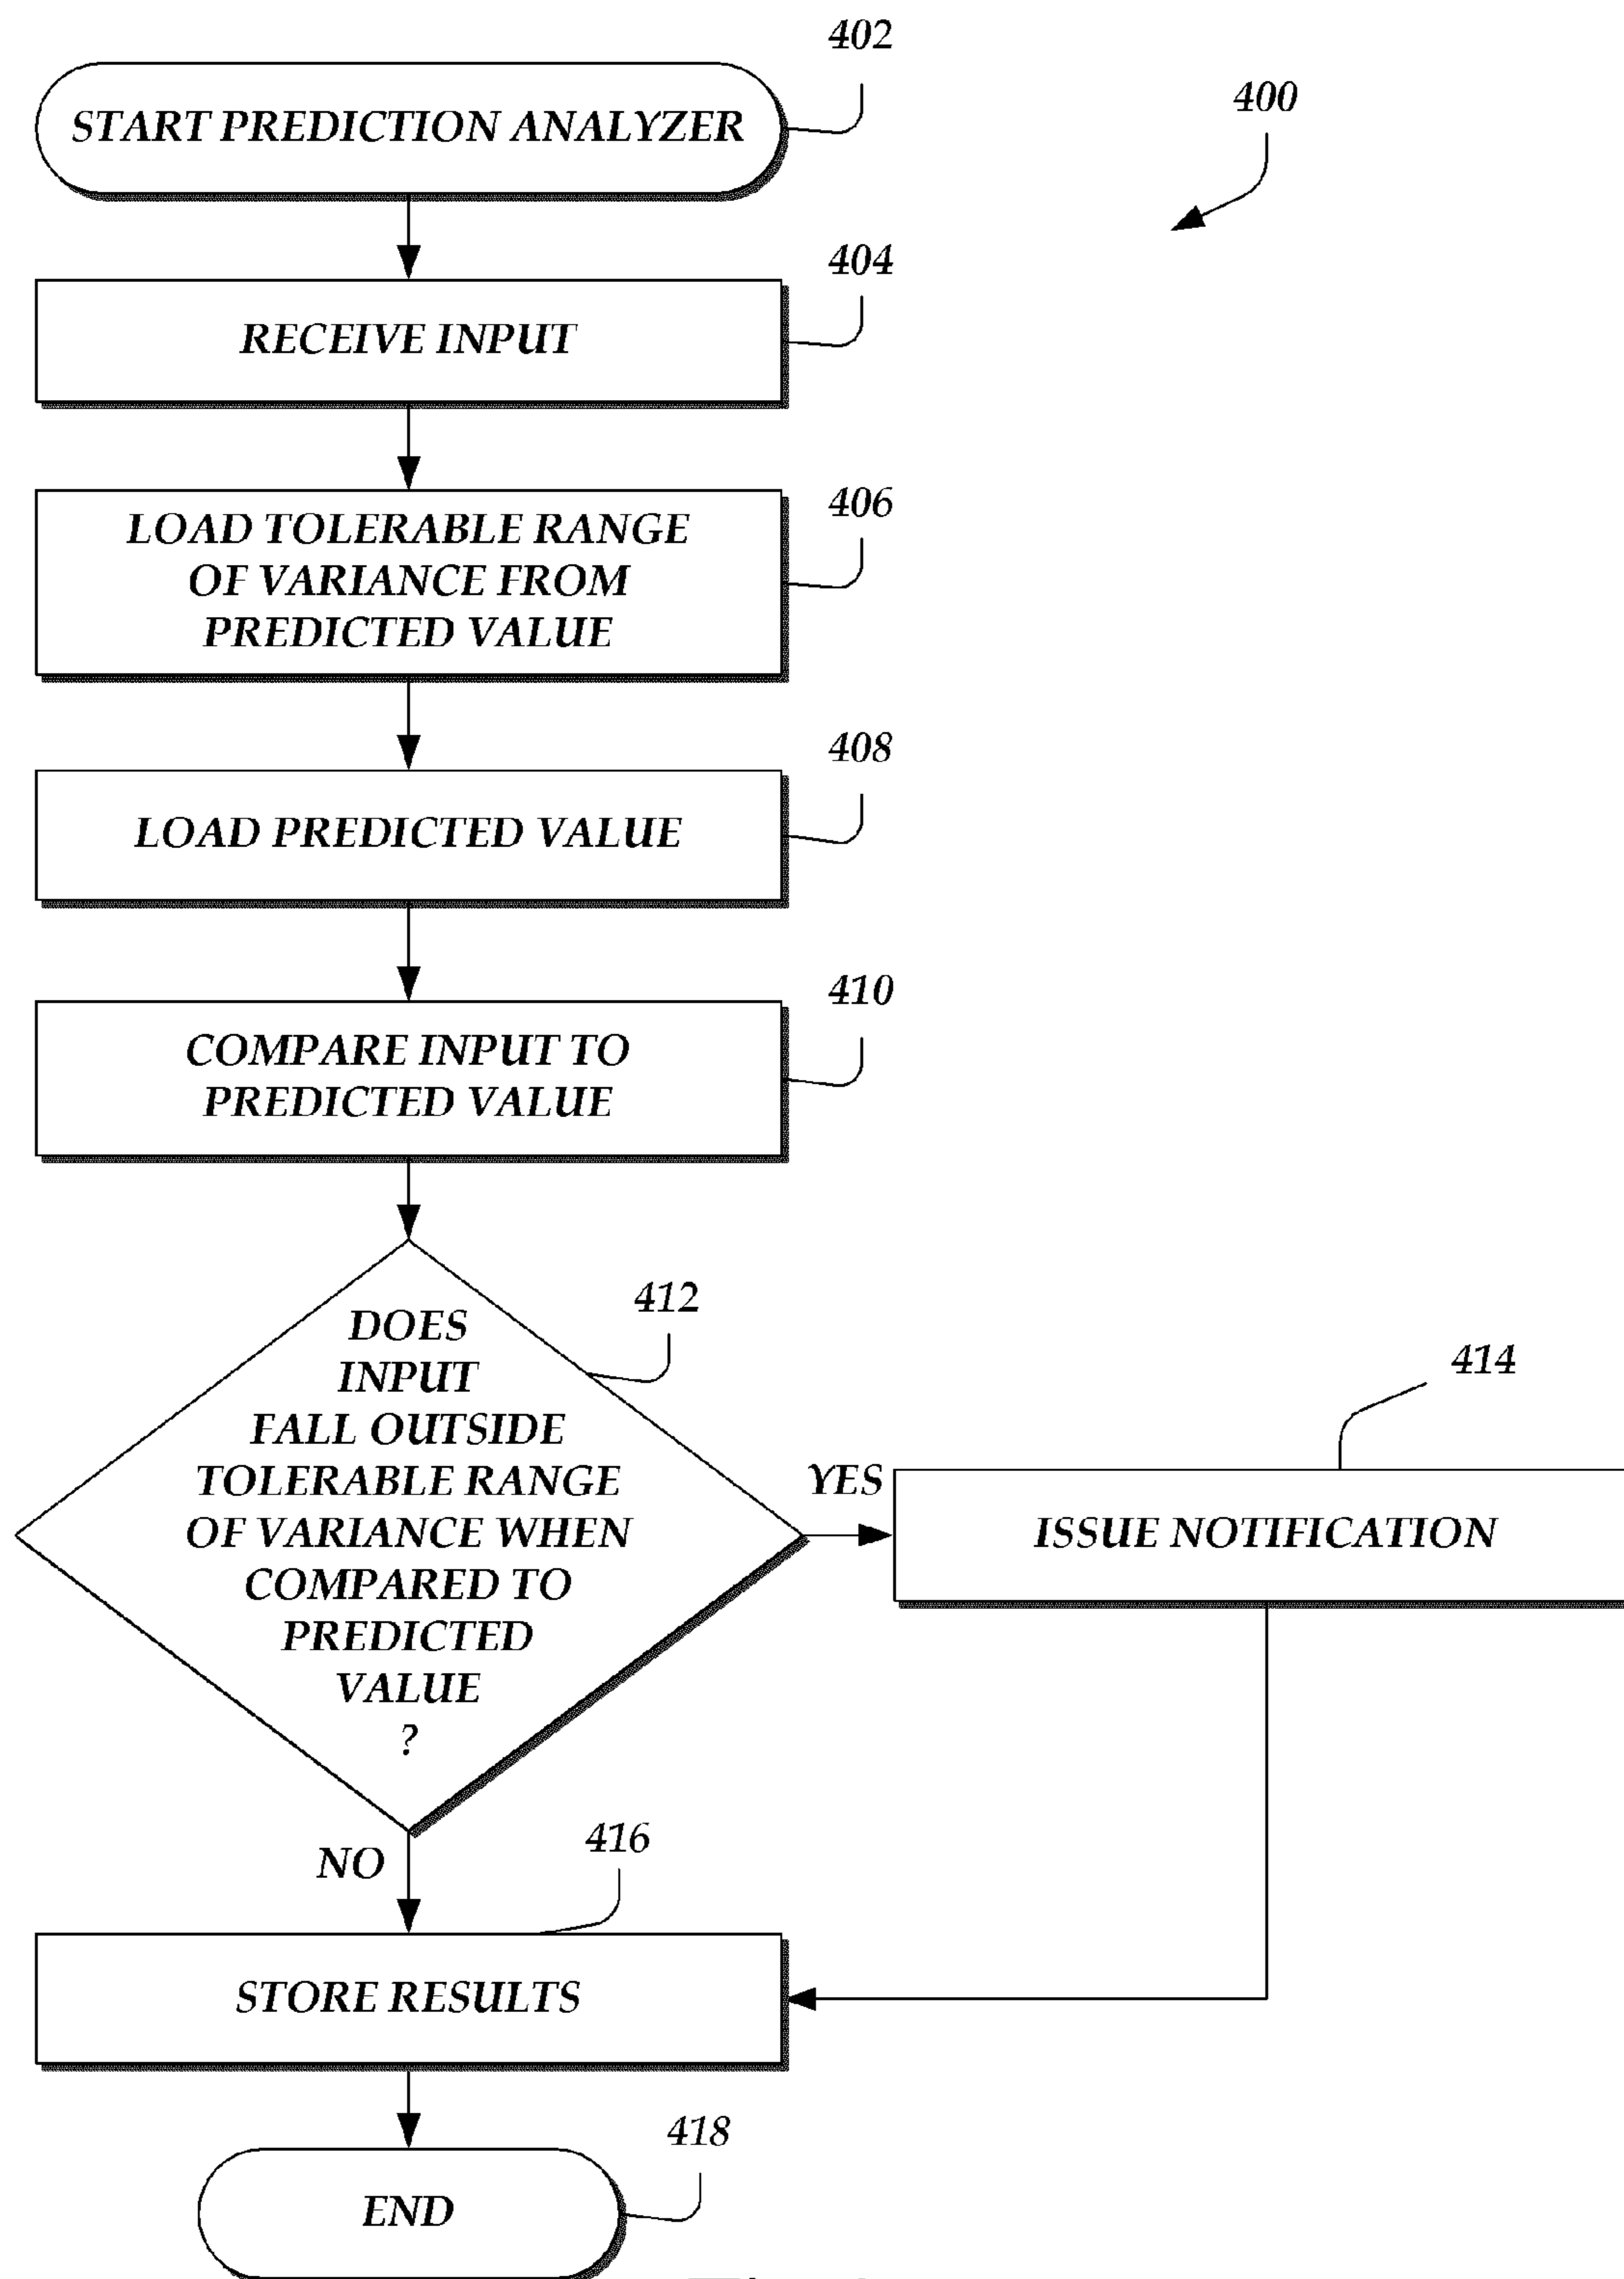 402
START PREDICTION ANALYZER
400
404
RECEIVE INPUT
406
LOAD TOLERABLE RANGE
OF VARIANCE FROM
PREDICTED VALUE
408
LOAD PREDICTED VALUE
410
COMPARE INPUT TO
PREDICTED VALUE
412
DOES
INPUT
FALL OUTSIDE
TOLERABLE RANGE
OF VARIANCE WHEN
COMPARED TO
PREDICTED
VALUE
?
414
YES
ISSUE NOTIFICATION
NO
416
STORE RESULTS
418
END